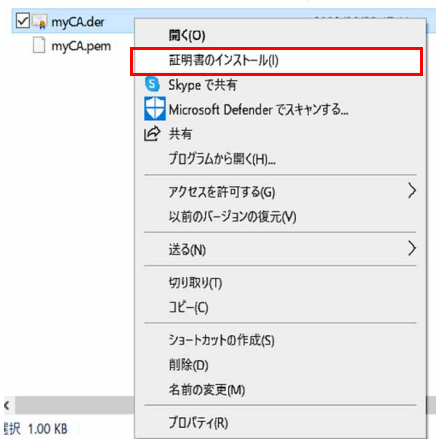 myCA.der
myCA.pem
開く(O)
証明書のインストール(I)
Skype で共有
Microsoft Defender でスキャンする...
共有
プログラムから開く(H)...
アクセスを許可する(G)
以前のバージョンの復元(V)
送る(N)
切り取り(T)
コピー(C)
ショートカットの作成(S)
削除(D)
名前の変更(M)
プロパティ(R)
選択 1.00 KB